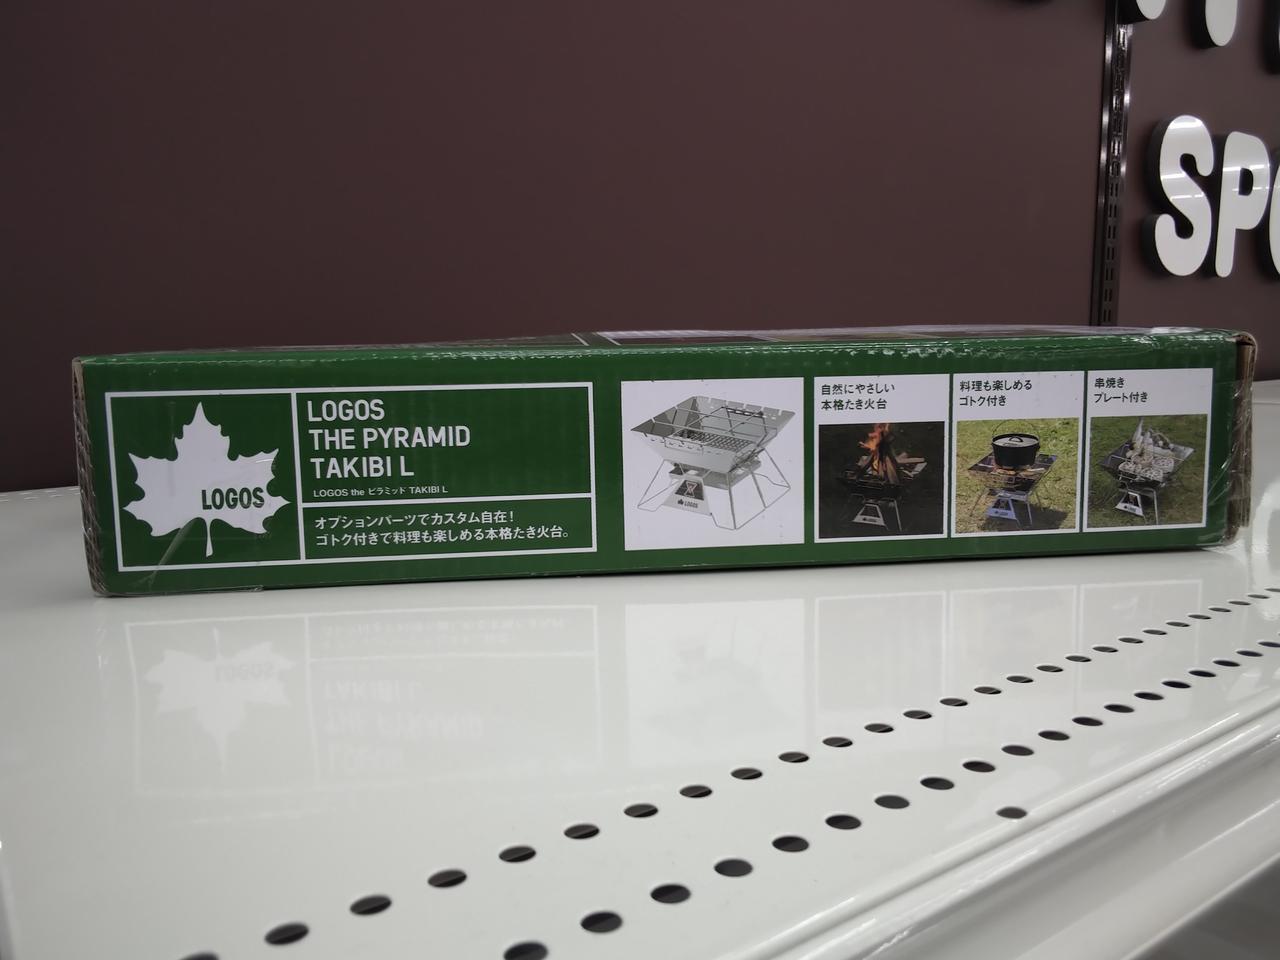 SPO
LOGOS
LOGOS
THE PYRAMID
TAKIBI L
LOGOS the ピラミッド TAKIBI L
オプションパーツでカスタム自在!
ゴトク付きで料理も楽しめる本格たき火台。
LOGOS
自然にやさしい
本格たき火台
料理も楽しめる
ゴトク付き
串焼き
プレート付き